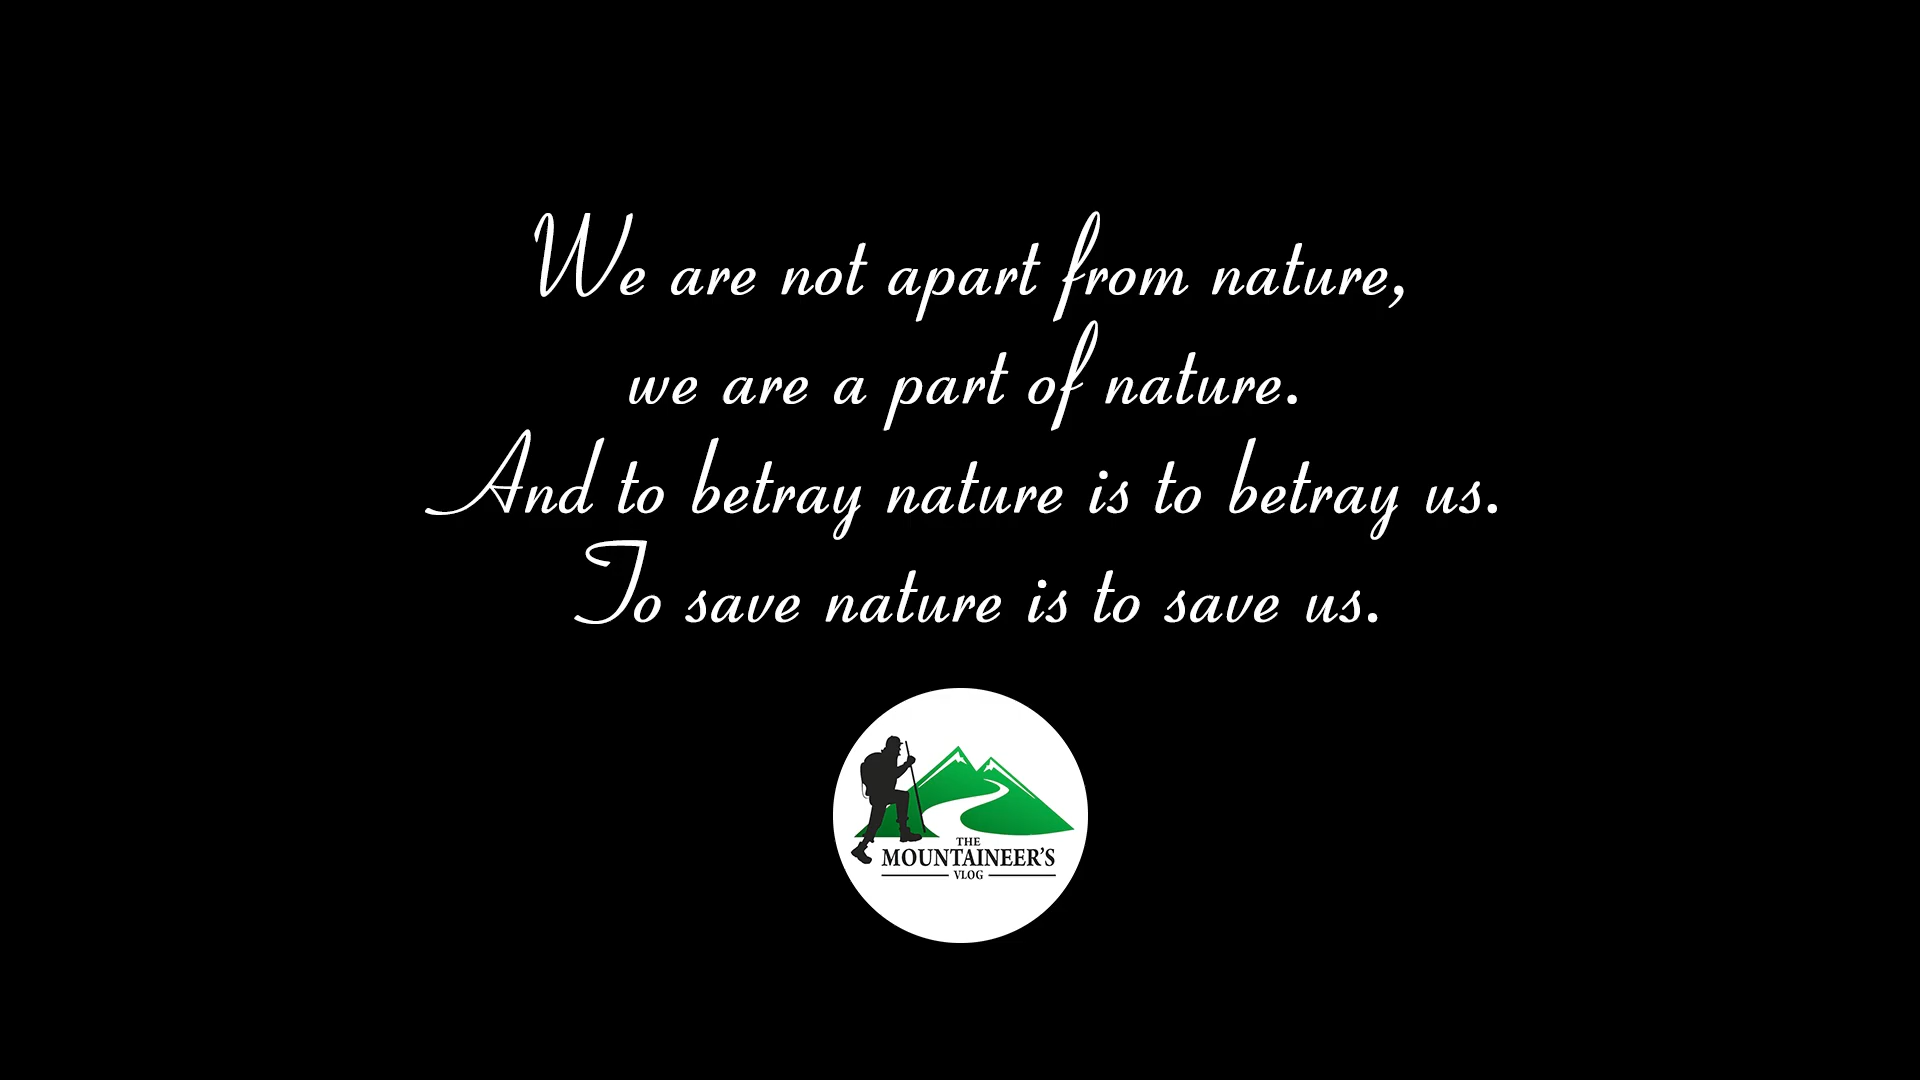 We are not apart from nature,
we are a part of nature.
And to betray nature is to betray us.
To save nature is to save us.
THE
MOUNTAINEER'S
VLOG